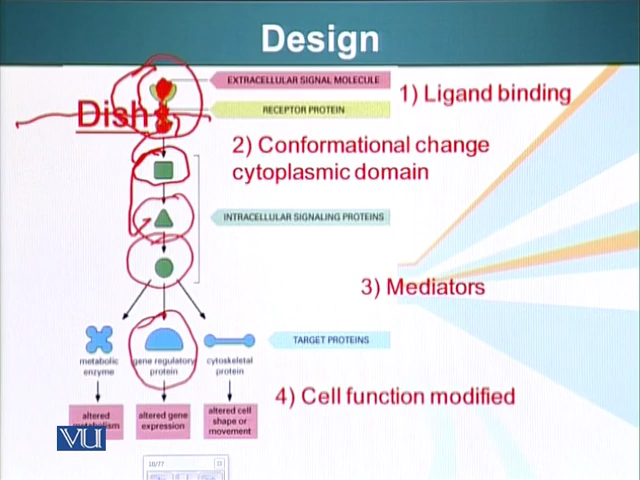 Design
EXTRACELLULAR SIGNAL MOLECULE
1) Ligand binding
RECEPTOR PROTEIN
Dish
2) Conformational change
cytoplasmic domain
INTRACELLULAR SIGNALING PROTEINS
3) Mediators
TARGET PROTEINS
metabolic
enzyme
gene regulatory
protein
cytoskeletal
protein
4) Cell function modified
altered
metabolism
altered gene
expression
altered cell
shape or
movement
VU
10/77